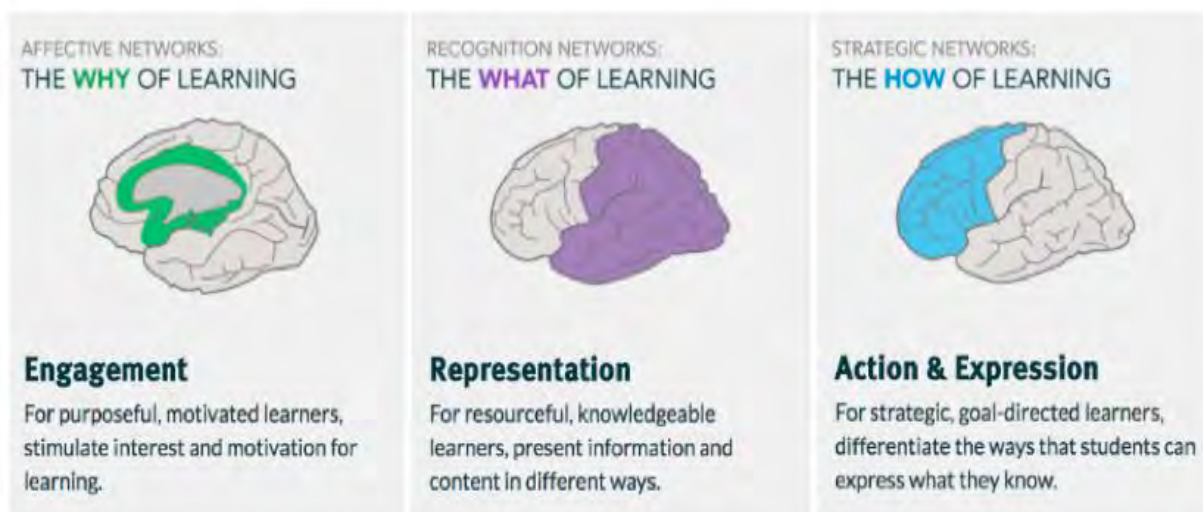 AFFECTIVE NETWORKS:
THE WHY OF LEARNING
Engagement
For purposeful, motivated learners,
stimulate interest and motivation for
learning.
RECOGNITION NETWORKS:
THE WHAT OF LEARNING
Representation
For resourceful, knowledgeable
learners, present information and
content in different ways.
STRATEGIC NETWORKS:
THE HOW OF LEARNING
Action & Expression
For strategic, goal-directed learners,
differentiate the ways that students can
express what they know.